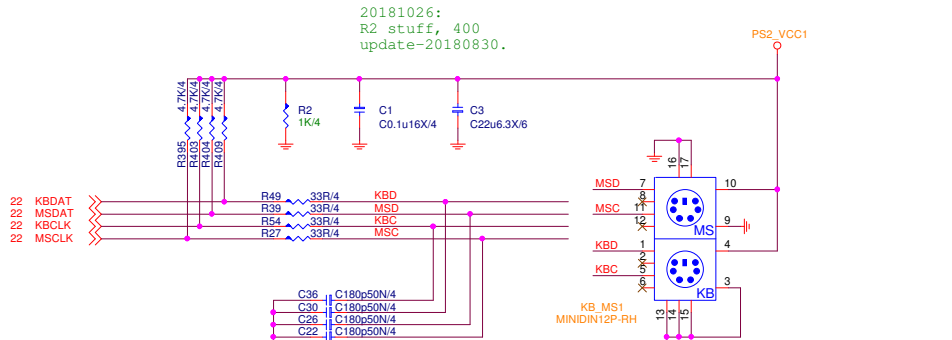 20181026:
R2 stuff, 400
update-20180830.
PS2_VCC1
4.7K/4
4.7K/4
4.7K/4
4.7K/4
R395
R403
R404
R409
R2
1K/4
C1
C0.1u16X/4
C3
C22u6.3X/6
22 KBDAT
22 MSDAT
22 KBCLK
22 MSCLK
R49 33R/4 KBD
R39 33R/4 MSD
R54 33R/4 KBC
R27 33R/4 MSC
C36 C180p50N/4
C30 C180p50N/4
C26 C180p50N/4
C22 C180p50N/4
16
17
MSD 7
8
MSC 11
12
10
9
MS
KBD 1
2
KBC 5
6
4
3
KB
KB_MS1
MINIDIN12P-RH
13
14
15